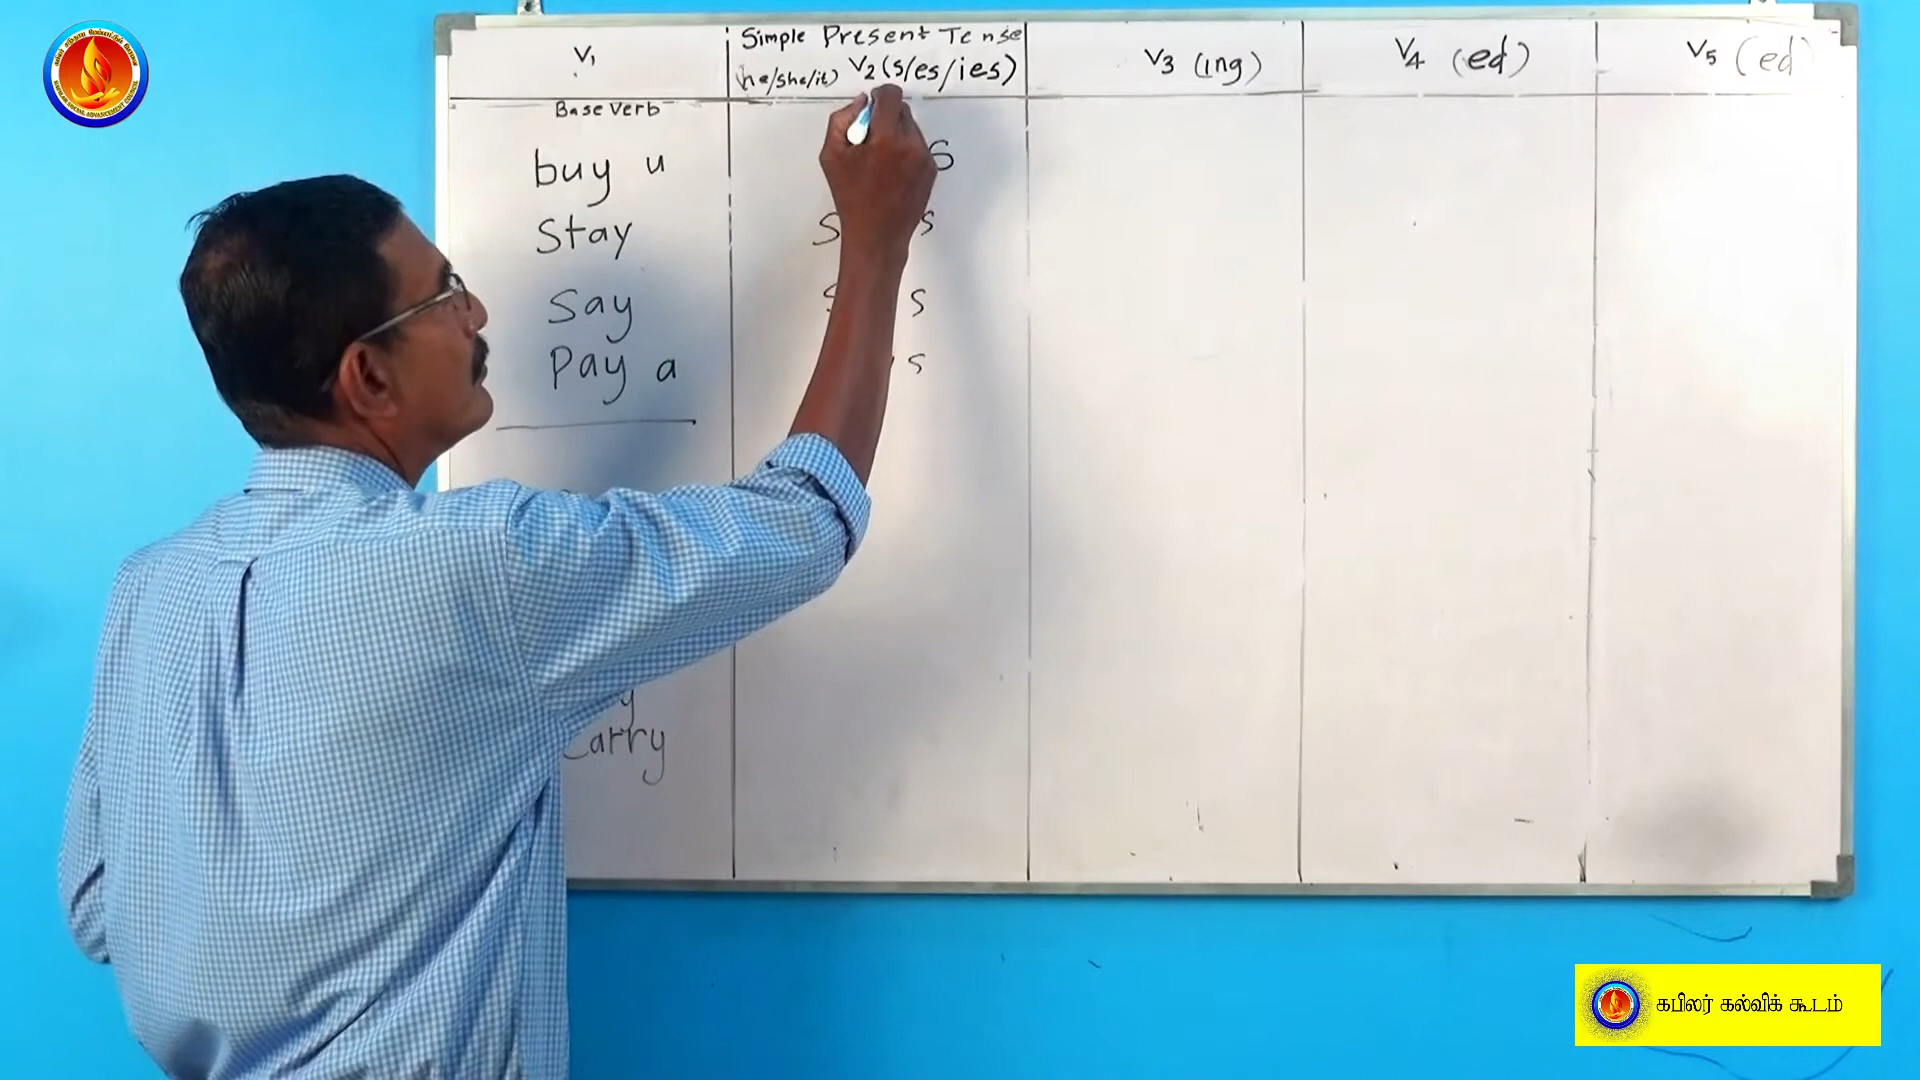 V1
Simple Present Tense
(he/she/it) V2 (s/es/ies)
V3 (ing)
V4 (ed)
V5 (ed)
Base Verb
buy u
Stay
Say
Pay a
S
S s
s
s
y
Carry
கபிலர் கல்விக் கூடம்